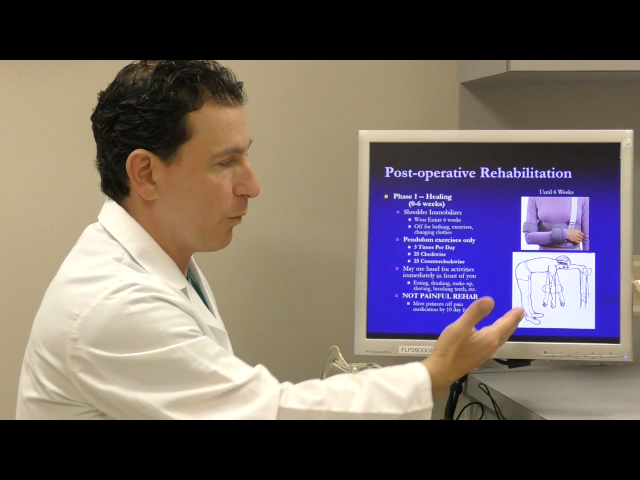 Post-operative Rehabilitation
Phase 1 -- Healing
(0-6 weeks)
Shoulder Immobilizer
Wear Entire 6 weeks
Off for bathing, exercises,
changing clothes
Pendulum exercises only
3 Times Per Day
25 Clockwise
25 Counterclockwise
May use hand for activities
immediately in front of you
Eating, drinking, make-up,
shaving, brushing teeth, etc.
NOT PAINFUL REHAB
Most patients off pain
medication by 10 day
Until 6 Weeks